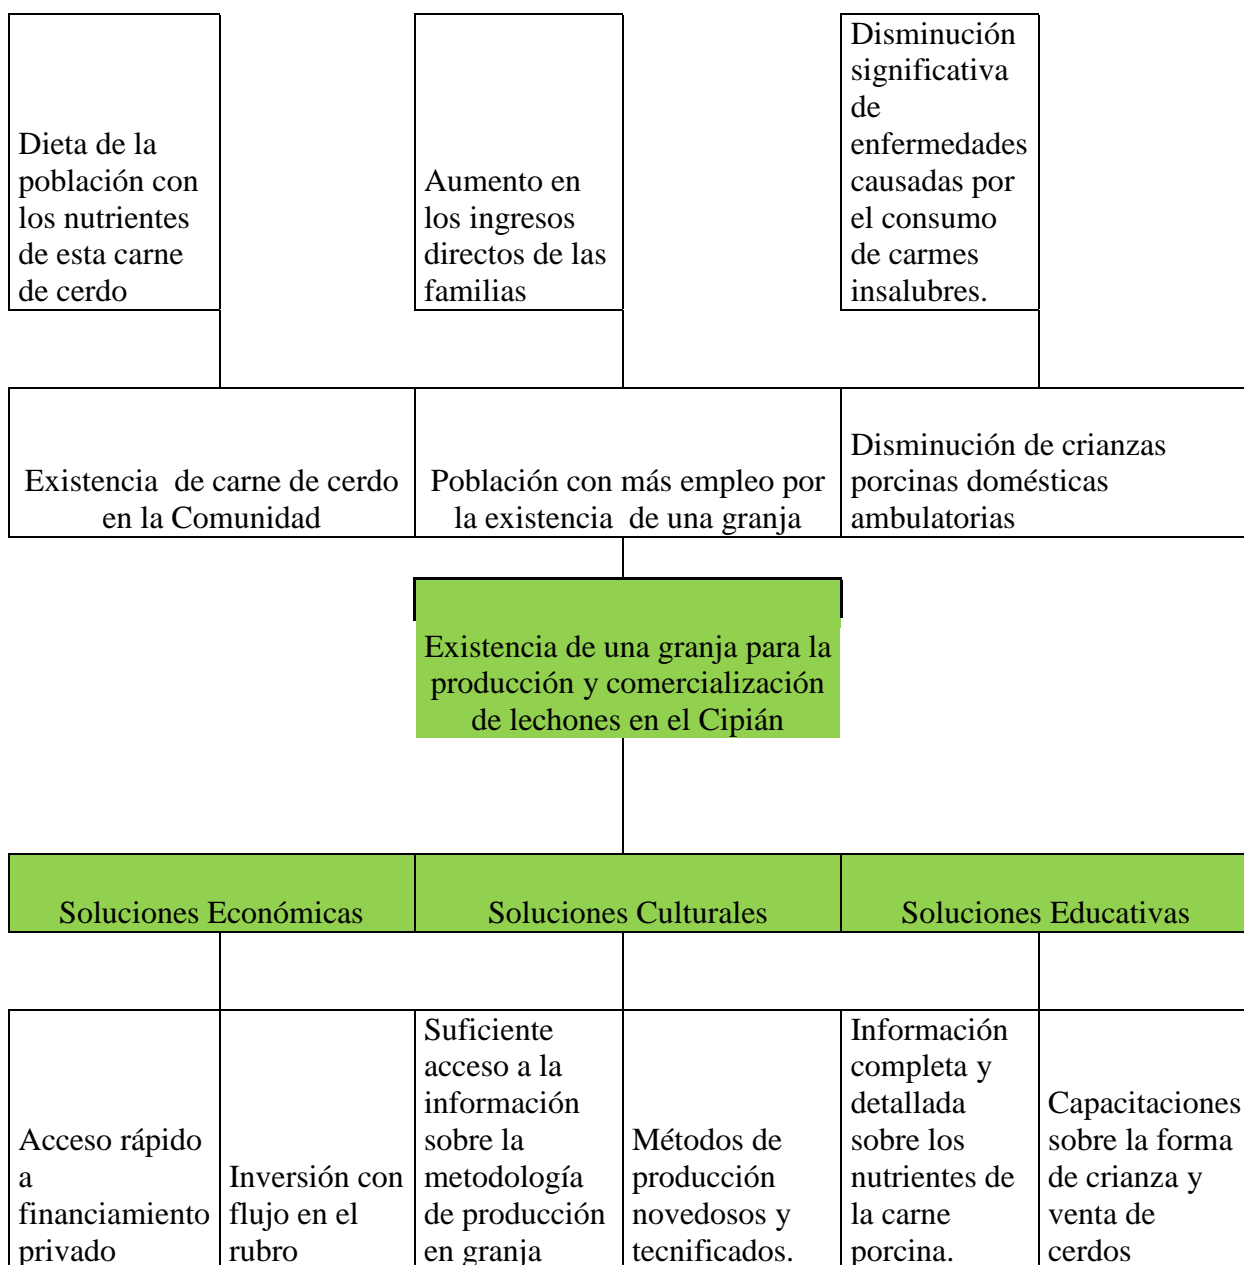 Dieta de la
población con
los nutrientes
de esta carne
de cerdo
Aumento en
los ingresos
directos de las
familias
Disminución
significativa
de
enfermedades
causadas por
el consumo
de carmes
insalubres.
Existencia de carne de cerdo
en la Comunidad
Población con más empleo por
la existencia de una granja
Disminución de crianzas
porcinas domésticas
ambulatorias
Existencia de una granja para la
producción y comercialización
de lechones en el Cipián
Soluciones Económicas
Soluciones Culturales
Soluciones Educativas
Acceso rápido
a
financiamiento
privado
Inversión con
flujo en el
rubro
Suficiente
acceso a la
información
sobre la
metodología
de producción
en granja
Métodos de
producción
novedosos y
tecnificados.
Información
completa y
detallada
sobre los
nutrientes de
la carne
porcina.
Capacitaciones
sobre la forma
de crianza y
venta de
cerdos